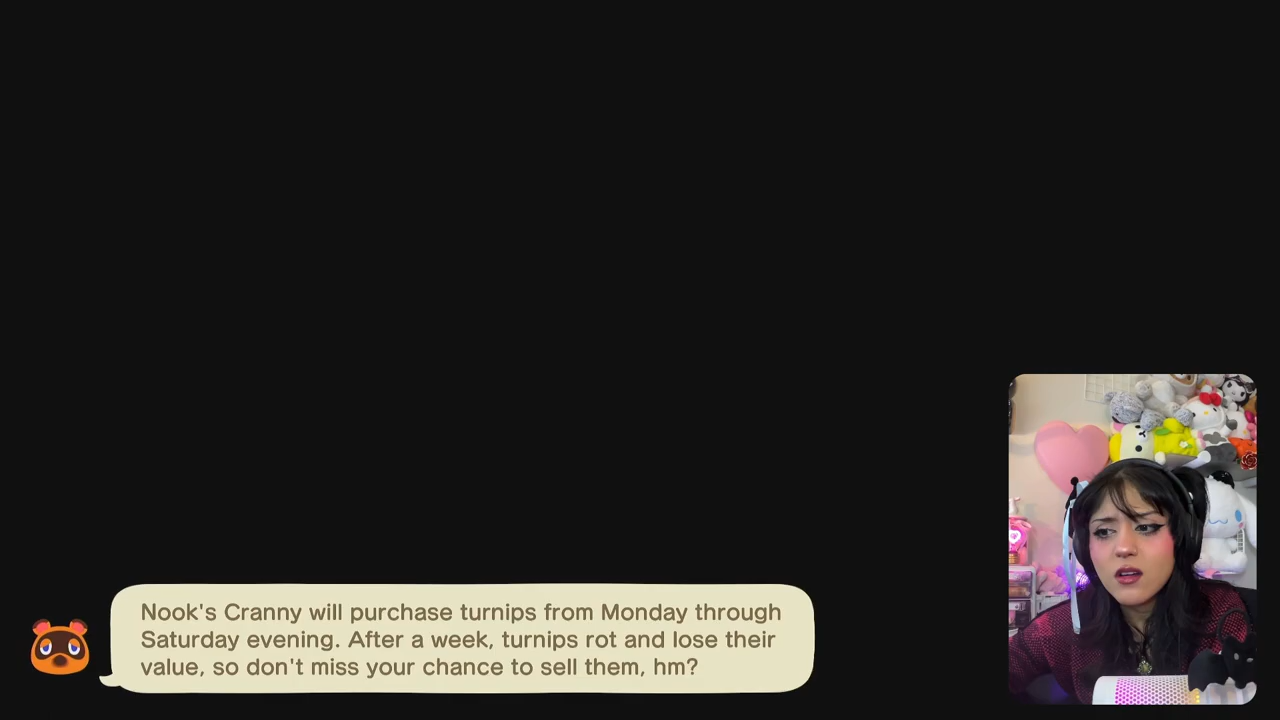 Nook's Cranny will purchase turnips from Monday through
Saturday evening. After a week, turnips rot and lose their
value, so don't miss your chance to sell them, hm?